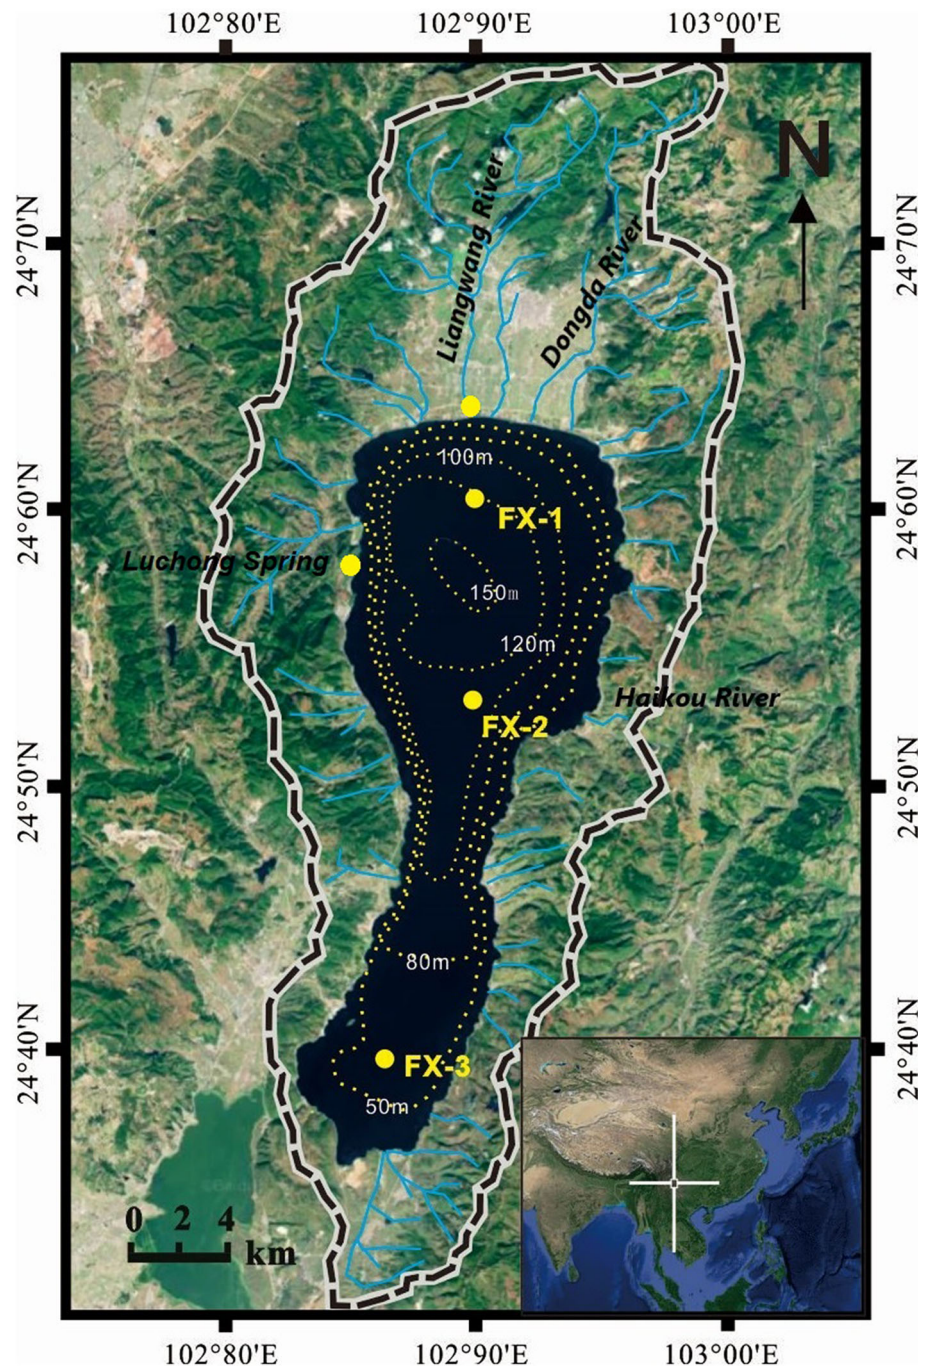 102°80'E 102°90'E 103°00'E
N
24°70'N 24°70'N
Liangwang River
Dongda River
100m
24°60'N 24°60'N
FX-1
Luchong Spring
150m
120m
Haikou River
FX-2
24°50'N 24°50'N
80m
24°40'N 24°40'N
FX-3
50m
0 2 4
km
102°80'E 102°90'E 103°00'E